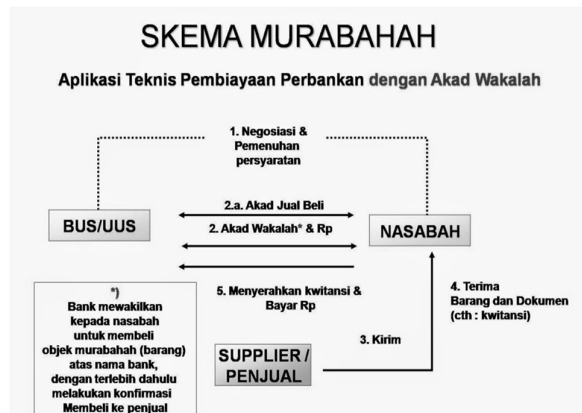 SKEMA MURABAHAH
Aplikasi Teknis Pembiayaan Perbankan dengan Akad Wakalah
1. Negosiasi &
Pemenuhan
persyaratan
2.a. Akad Jual Beli
BUS/UUS
2. Akad Wakalah* & Rp
NASABAH
*)
Bank mewakilkan
kepada nasabah
untuk membeli
objek murabahah (barang)
atas nama bank,
dengan terlebih dahulu
melakukan konfirmasi
Membeli ke penjual
5. Menyerahkan kwitansi &
Bayar Rp
4. Terima
Barang dan Dokumen
(cth : kwitansi)
3. Kirim
SUPPLIER /
PENJUAL